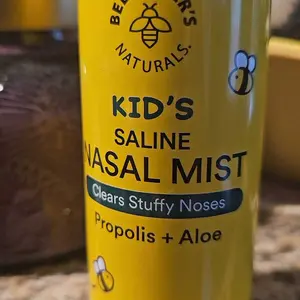 NATURALS.
KID'S
SALINE
NASAL MIST
Clears Stuffy Noses
Propolis + Aloe